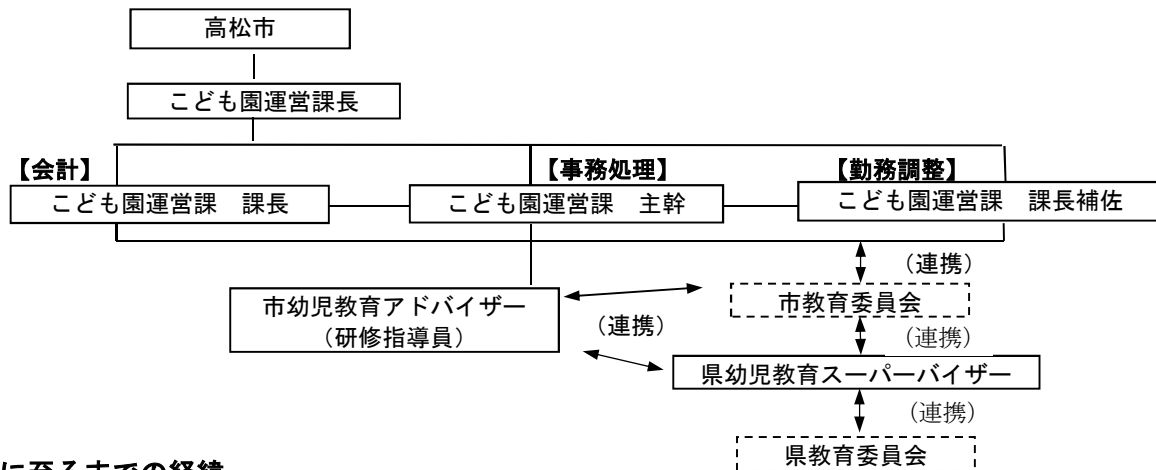 高松市
こども園運営課長
【会計】
【事務処理】
【勤務調整】
こども園運営課　課長
こども園運営課　主幹
こども園運営課　課長補佐
（連携）
市幼児教育アドバイザー
（研修指導員）
（連携）
市教育委員会
（連携）
県幼児教育スーパーバイザー
（連携）
県教育委員会
に至るまでの経緯